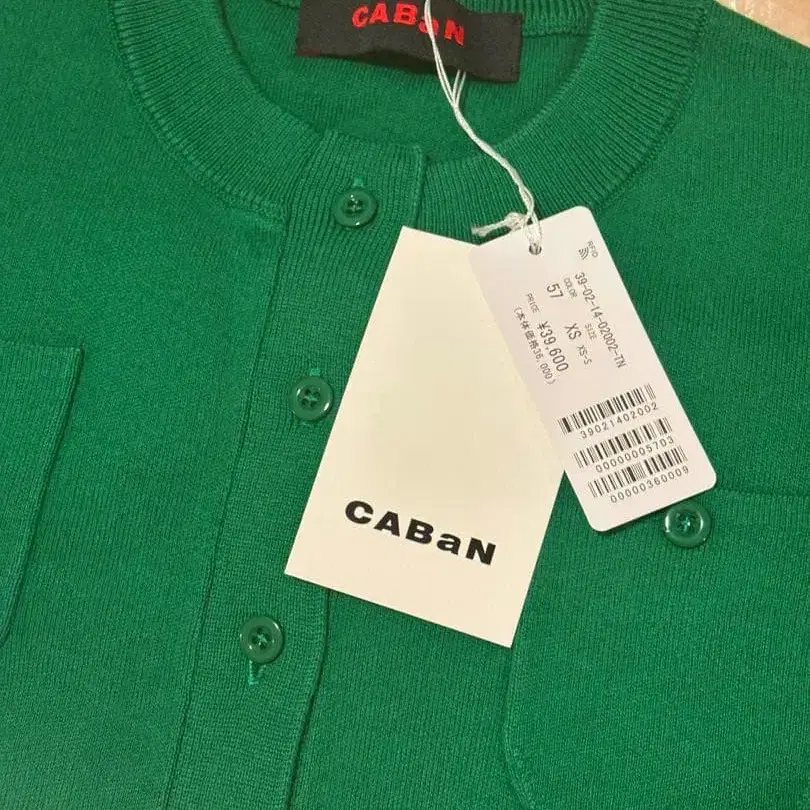 CABaN
RFID
39-02-14-02002-TN
COLOR SIZE
57 XS XS-S
PRICE ¥39,600
(本体価格36,000)
39021402002
00000005703
00000360009
CABaN